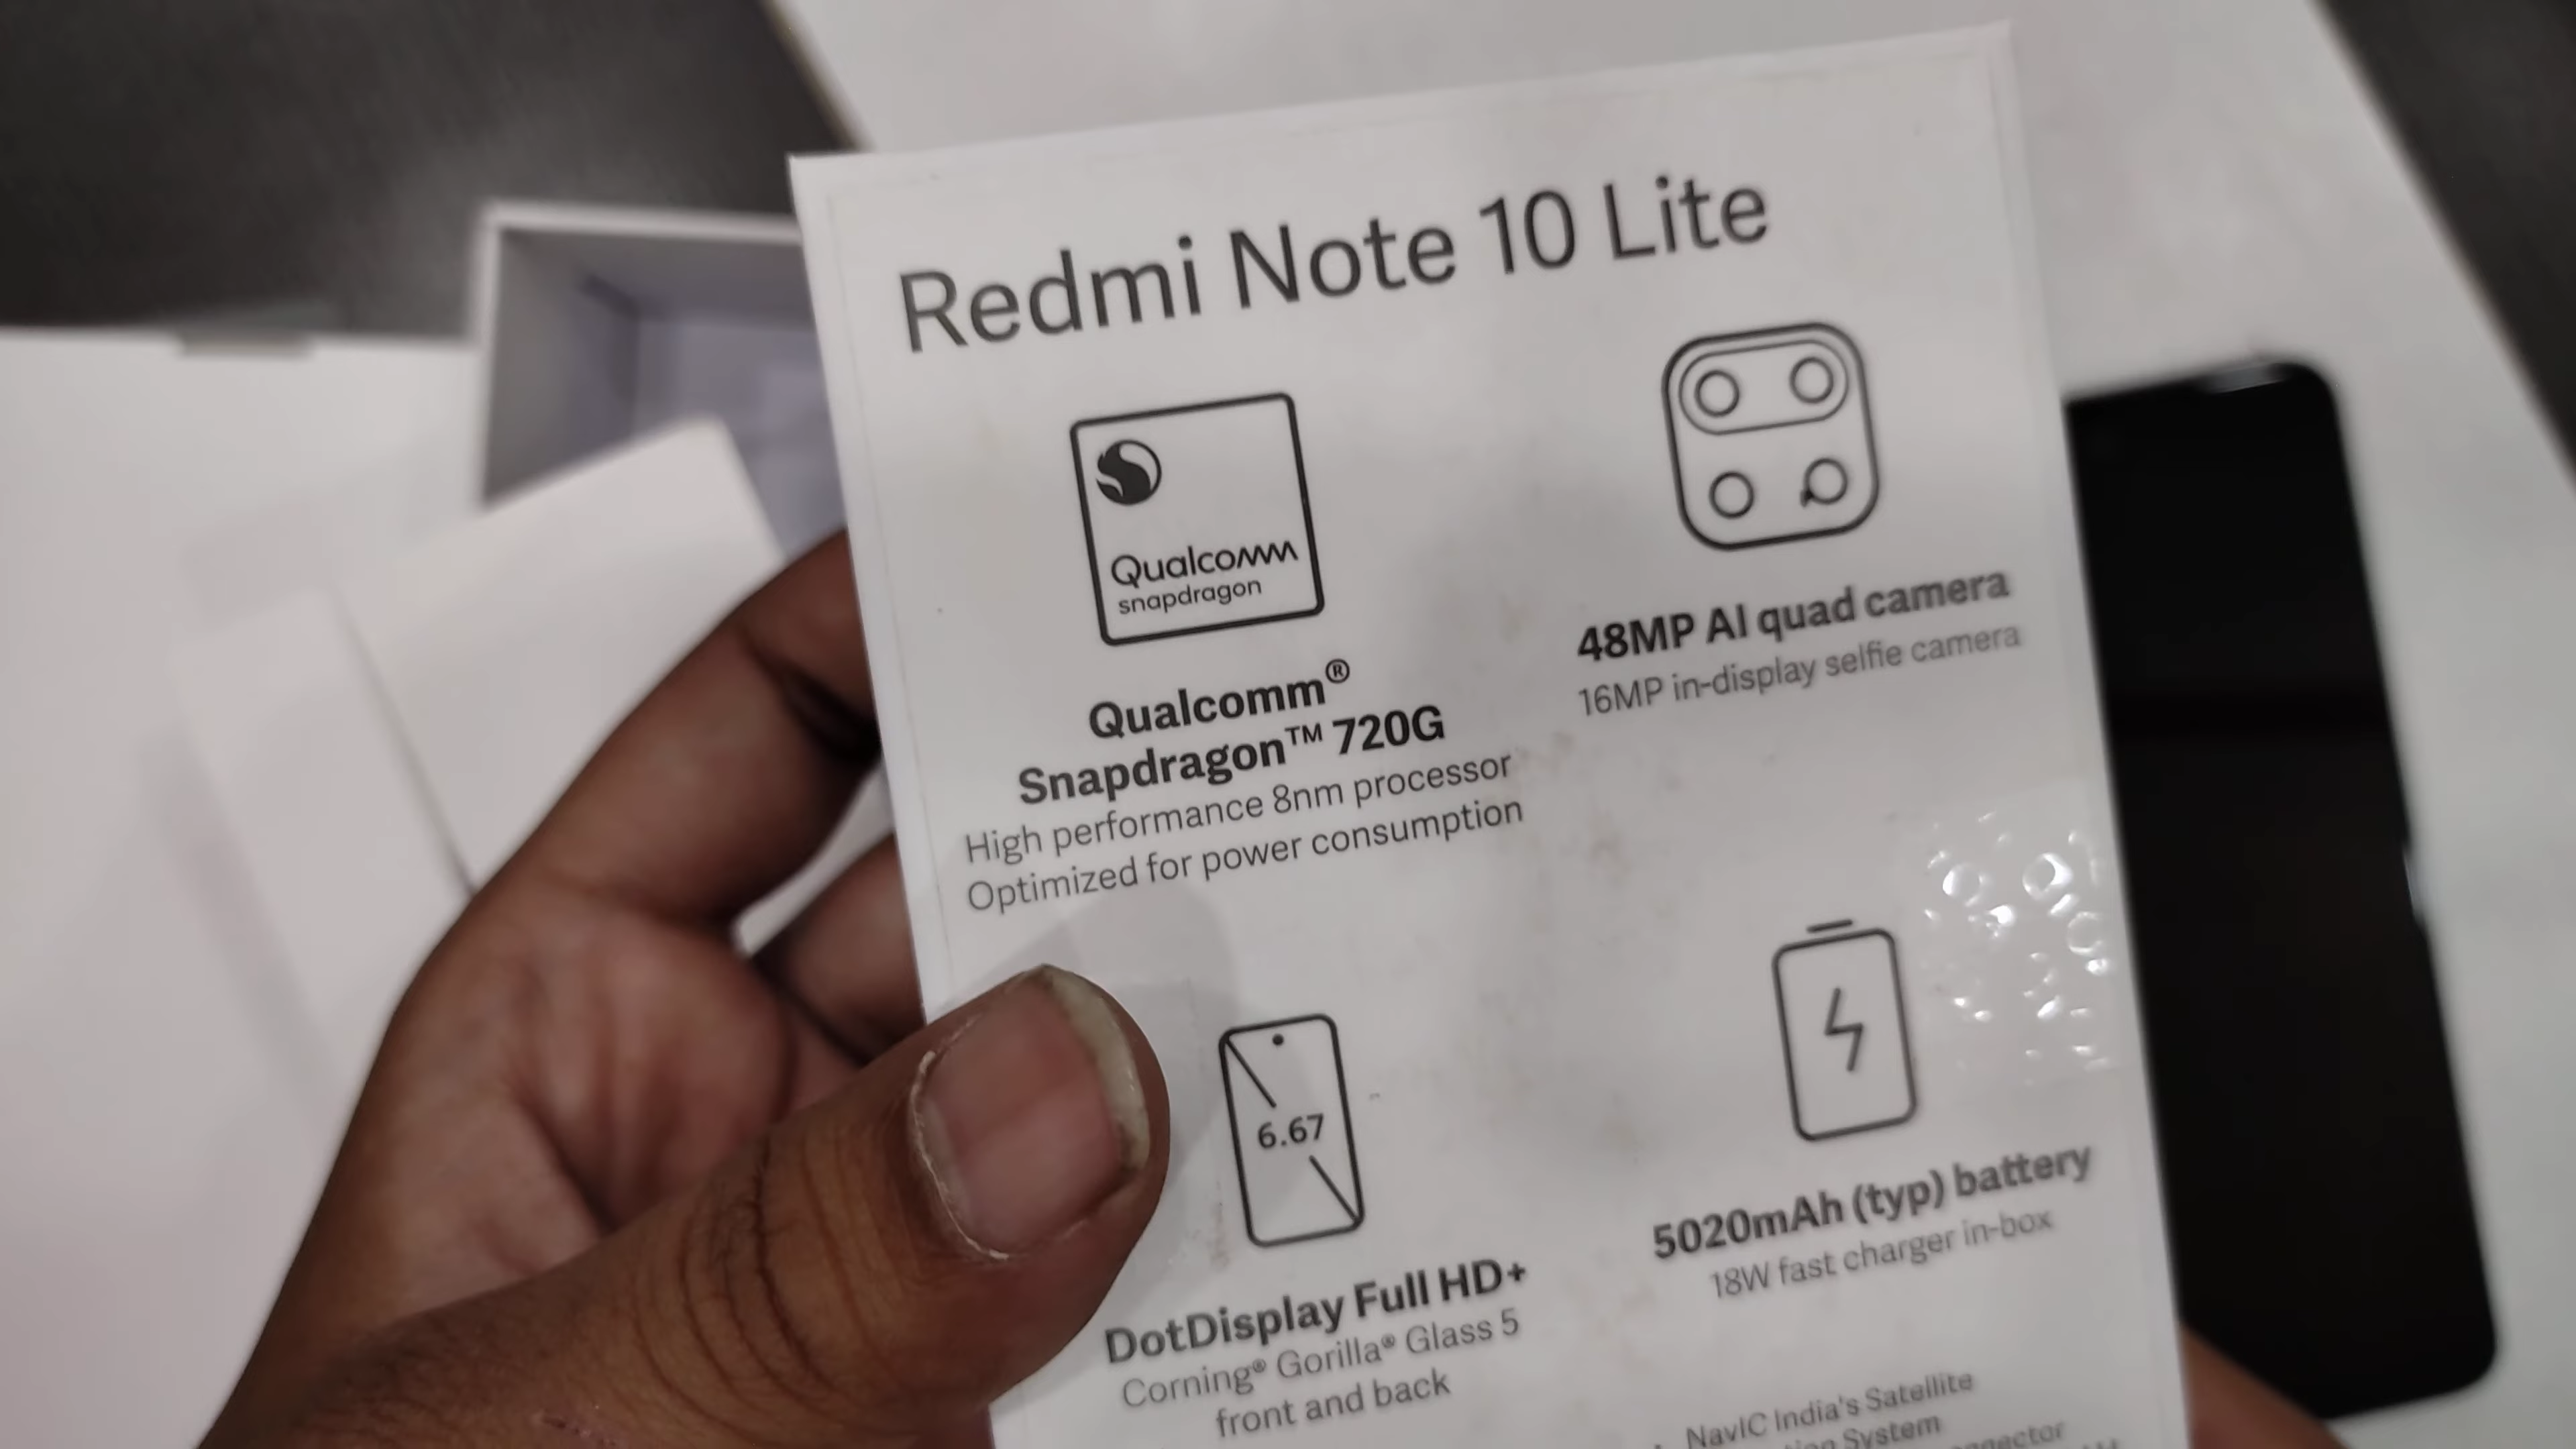 Redmi Note 10 Lite
Qualcomm
snapdragon
Qualcomm®
Snapdragon™ 720G
High performance 8nm processor
Optimized for power consumption
48MP AI quad camera
16MP in-display selfie camera
6.67
DotDisplay Full HD+
Corning® Gorilla® Glass 5
front and back
5020mAh (typ) battery
18W fast charger in-box
NavIC India's Satellite
System